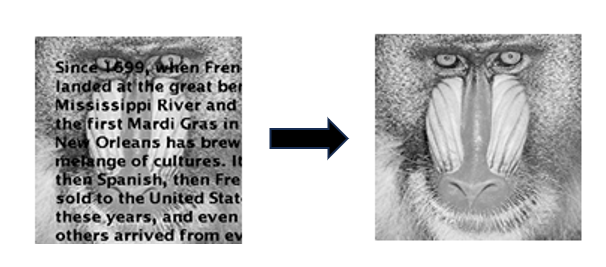 Since 1699, when Fren
landed at the great ber
Mississippi River and
the first Mardi Gras in
New Orleans has brew
melange of cultures. It
then Spanish, then Fre
sold to the United Stat
these years, and even
others arrived from ev